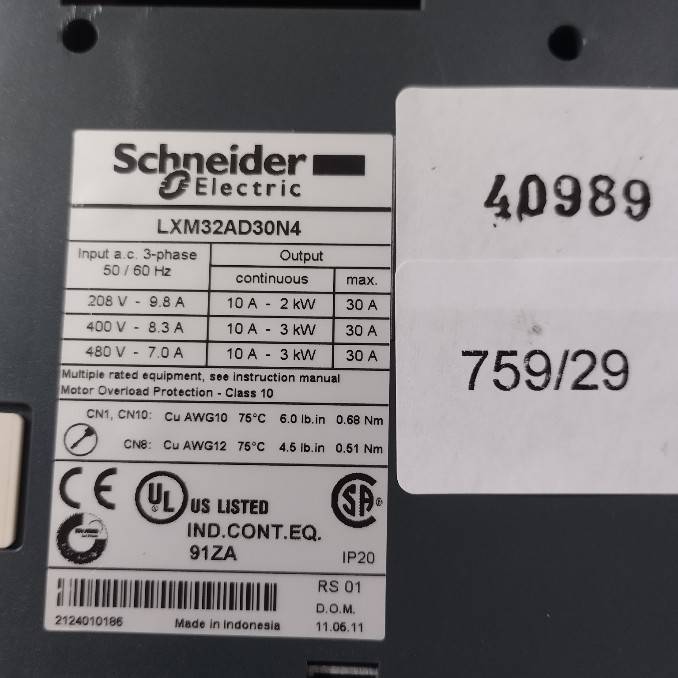 Schneider
Electric
LXM32AD30N4
Input a.c. 3-phase
50 / 60 Hz
Output
continuous
max.
208 V - 9.8 A 10 A - 2 kW 30 A
400 V - 8.3 A 10 A - 3 kW 30 A
480 V - 7.0 A 10 A - 3 kW 30 A
Multiple rated equipment, see instruction manual
Motor Overload Protection - Class 10
CN1, CN10: Cu AWG10 75°C 6.0 lb.in 0.68 Nm
CN8: Cu AWG12 75°C 4.5 lb.in 0.51 Nm
CE
UL
US LISTED
IND.CONT.EQ.
91ZA
SA®
IP20
RS 01
D.O.M.
2124010186 Made in Indonesia 11.06.11
40989
759/29